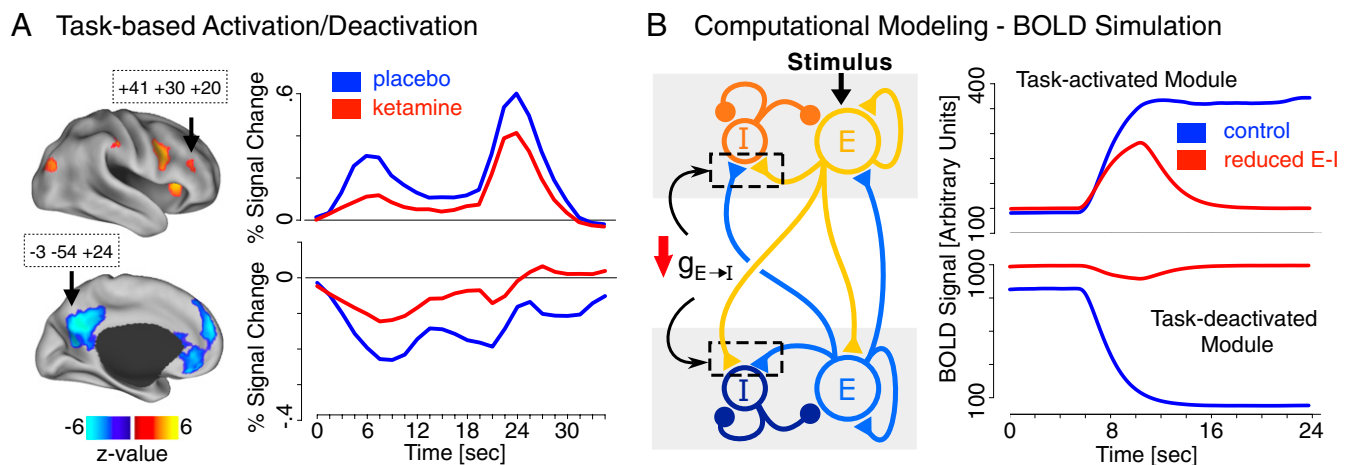 A Task-based Activation/Deactivation
+41 +30 +20
-3 -54 +24
-6 6
z-value
placebo
ketamine
% Signal Change
.6
0
% Signal Change
0
-.4
0 6 12 18 24 30
Time [sec]
B Computational Modeling - BOLD Simulation
Stimulus
I E
g E→I
I E
Task-activated Module
control
reduced E-I
BOLD Signal [Arbitrary Units]
400
100
1000
100
Task-deactivated
Module
0 8 16 24
Time [sec]